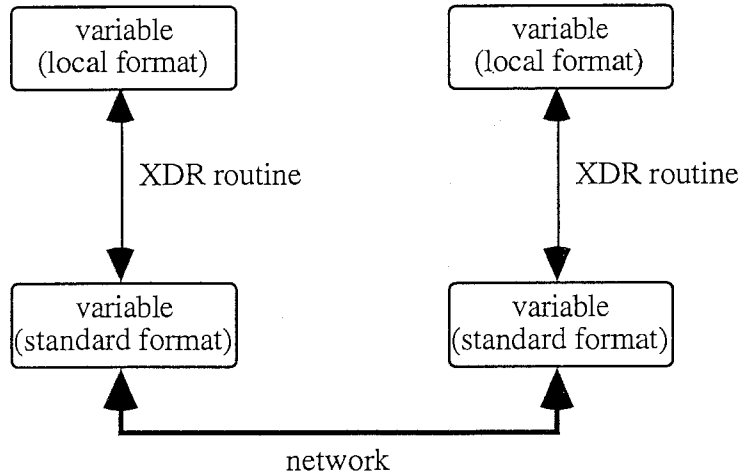 variable
(local format)
variable
(local format)
XDR routine
XDR routine
variable
(standard format)
variable
(standard format)
network